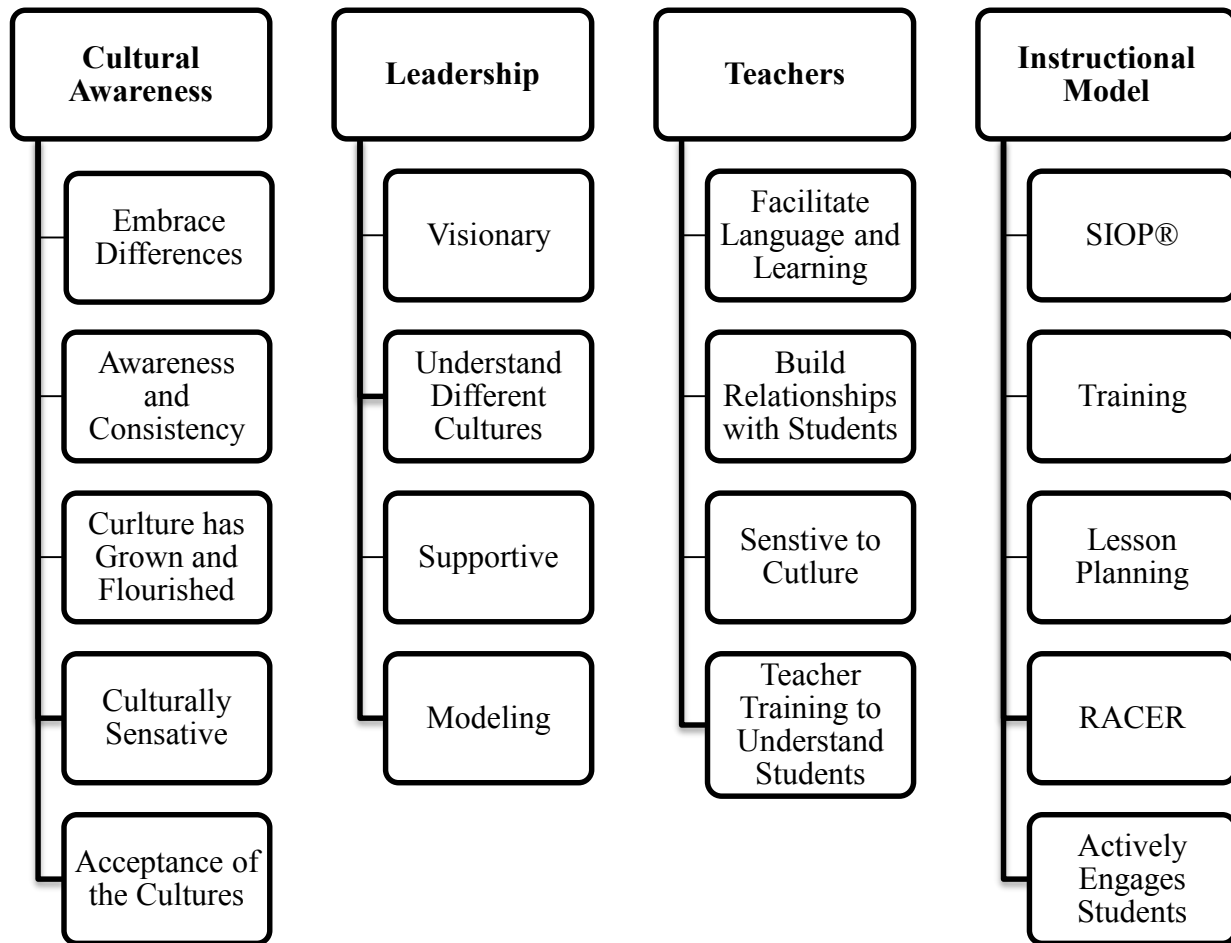 Cultural
Awareness
Embrace
Differences
Awareness
and
Consistency
Curlture has
Grown and
Flourished
Culturally
Sensative
Acceptance of
the Cultures
Leadership
Visionary
Understand
Different
Cultures
Supportive
Modeling
Teachers
Facilitate
Language and
Learning
Build
Relationships
with Students
Senstive to
Cutlure
Teacher
Training to
Understand
Students
Instructional
Model
SIOP®
Training
Lesson
Planning
RACER
Actively
Engages
Students